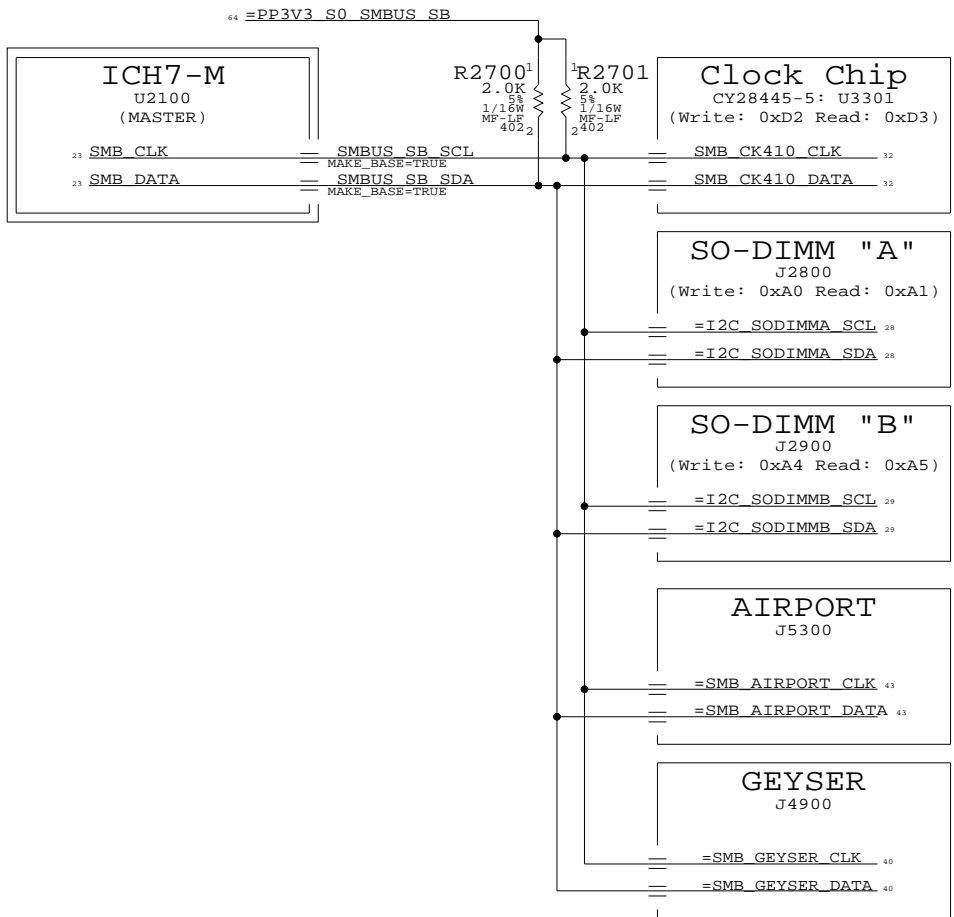 64 =PP3V3_S0_SMBUS_SB
ICH7-M
U2100
(MASTER)
23 SMB_CLK
23 SMB_DATA
SMBUS_SB_SCL
MAKE_BASE=TRUE
SMBUS_SB_SDA
MAKE_BASE=TRUE
R2700 1
2.0K
5%
1/16W
MF-LF
402 2
1 R2701
2.0K
5%
1/16W
MF-LF
2 402
Clock Chip
CY28445-5: U3301
(Write: 0xD2 Read: 0xD3)
SMB_CK410_CLK 32
SMB_CK410_DATA 32
SO-DIMM "A"
J2800
(Write: 0xA0 Read: 0xA1)
=I2C_SODIMMA_SCL 28
=I2C_SODIMMA_SDA 28
SO-DIMM "B"
J2900
(Write: 0xA4 Read: 0xA5)
=I2C_SODIMMB_SCL 29
=I2C_SODIMMB_SDA 29
AIRPORT
J5300
=SMB_AIRPORT_CLK 43
=SMB_AIRPORT_DATA 43
GEYSER
J4900
=SMB_GEYSER_CLK 40
=SMB_GEYSER_DATA 40